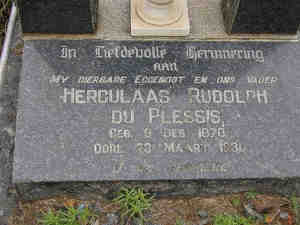 In Liefdevolle Herinnering
aan
My dierbare Eggenoot en ons Vader
Herculaas Rudolph
du Plessis,
Geb. 9 Des. 1870
Oorl. 23 Maart